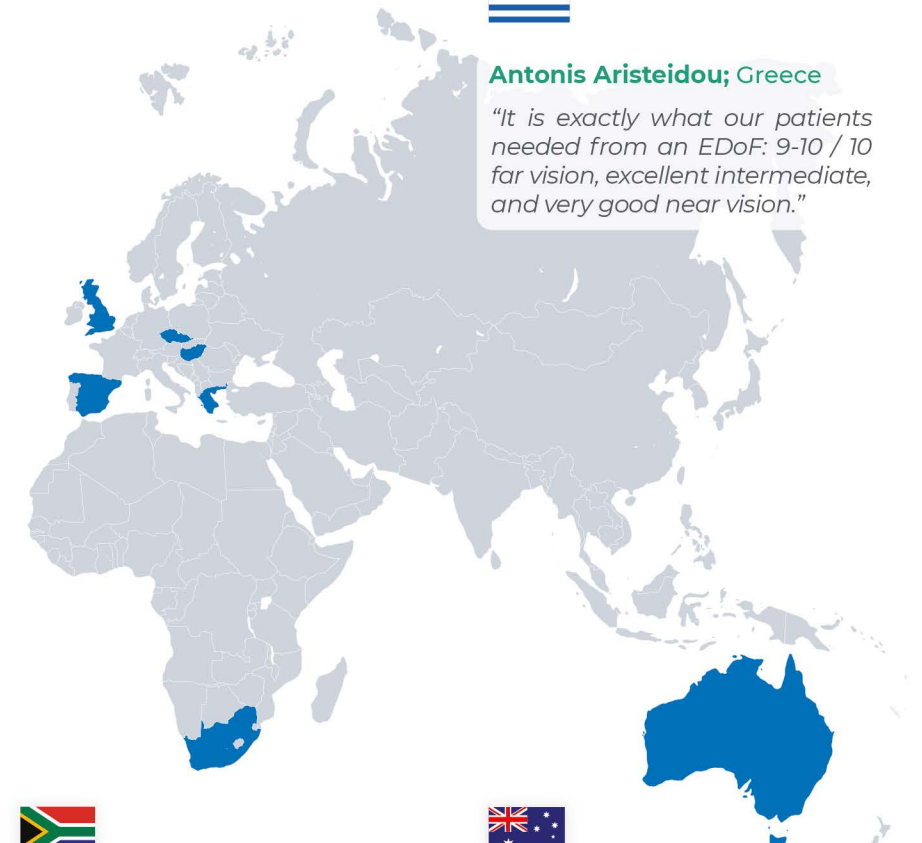 Antonis Aristeidou; Greece
“It is exactly what our patients
needed from an EDoF: 9-10 / 10
far vision, excellent intermediate,
and very good near vision.”